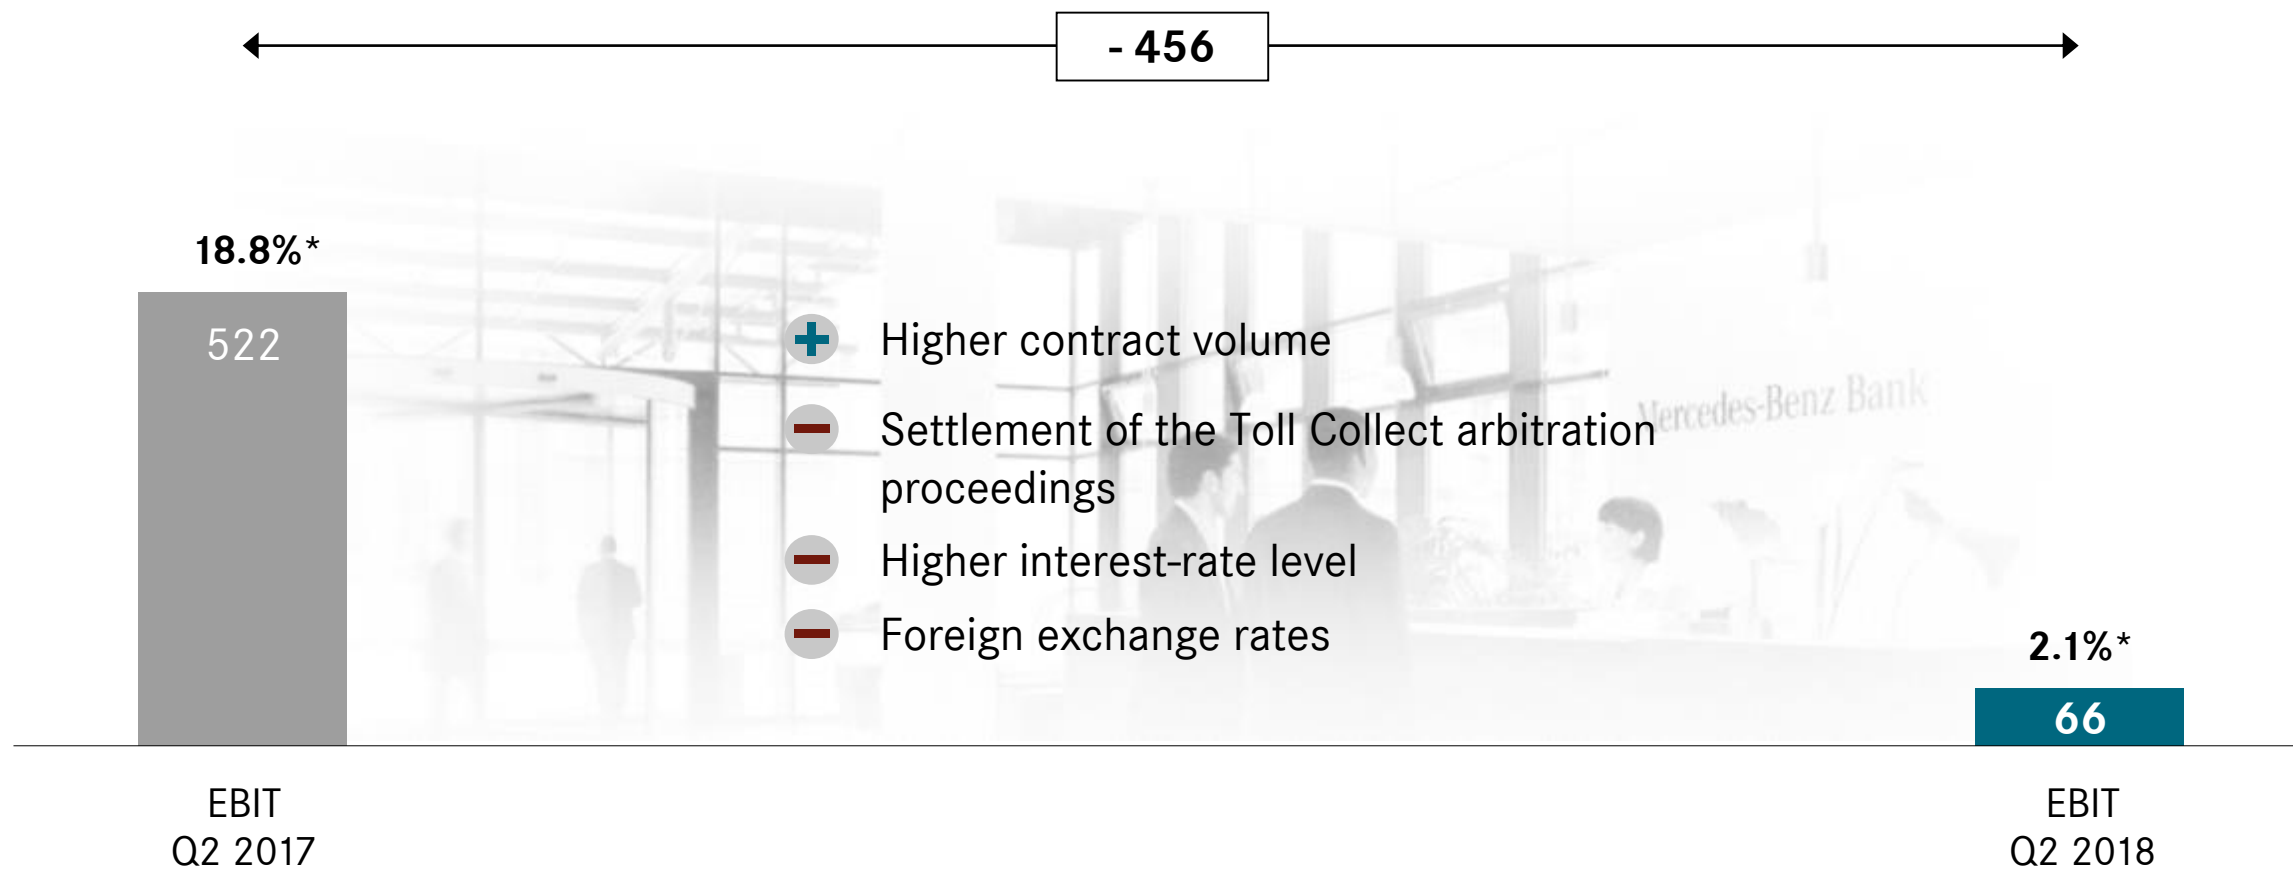 - 456
18.8%*
522
+ Higher contract volume
Mercedes-Benz Bank
− Settlement of the Toll Collect arbitration
proceedings
− Higher interest-rate level
− Foreign exchange rates
2.1%*
66
EBIT
Q2 2017
EBIT
Q2 2018